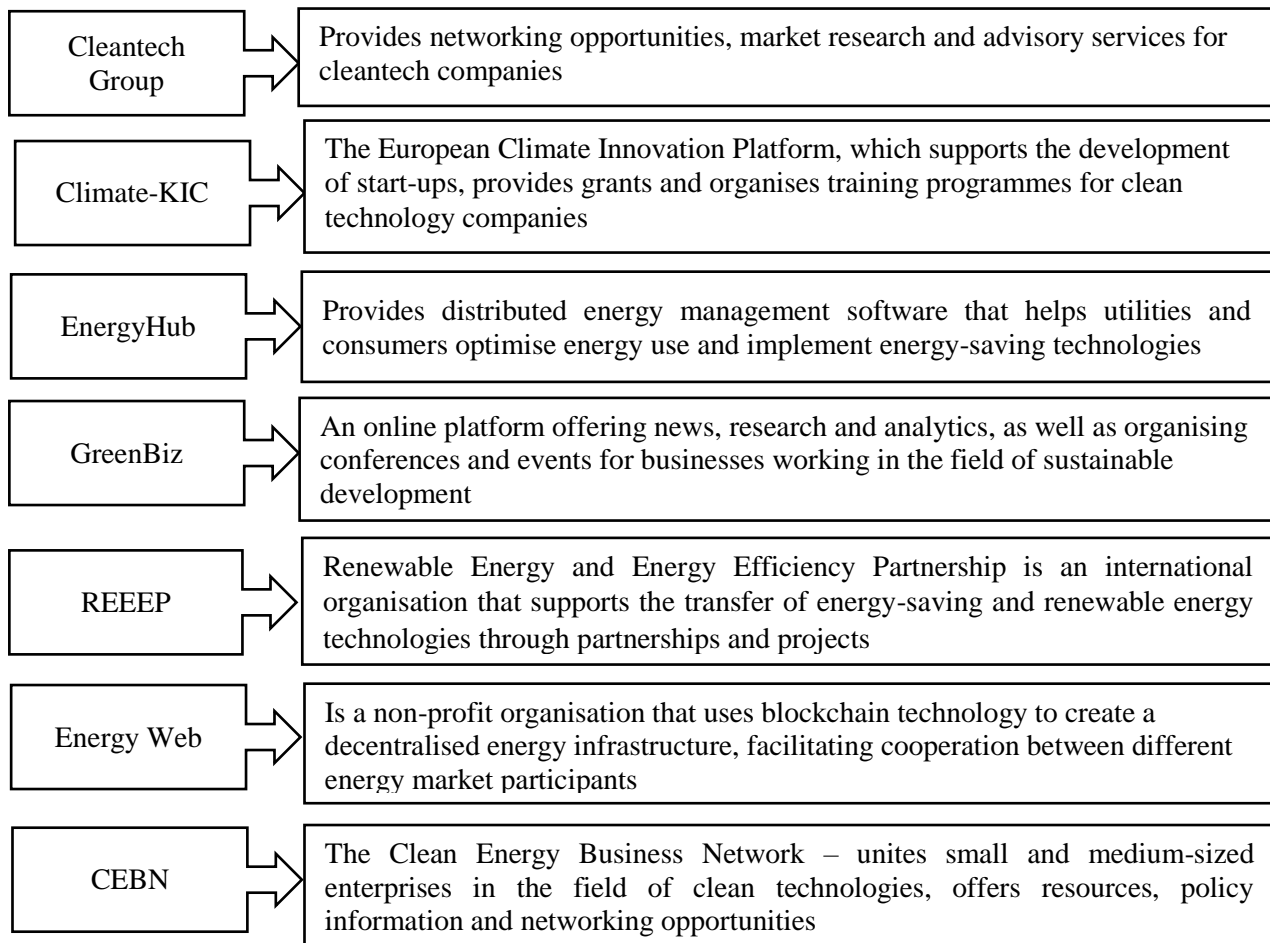 Cleantech
Group
Provides networking opportunities, market research and advisory services for
cleantech companies
Climate-KIC
The European Climate Innovation Platform, which supports the development
of start-ups, provides grants and organises training programmes for clean
technology companies
EnergyHub
Provides distributed energy management software that helps utilities and
consumers optimise energy use and implement energy-saving technologies
GreenBiz
An online platform offering news, research and analytics, as well as organising
conferences and events for businesses working in the field of sustainable
development
REEEP
Renewable Energy and Energy Efficiency Partnership is an international
organisation that supports the transfer of energy-saving and renewable energy
technologies through partnerships and projects
Energy Web
Is a non-profit organisation that uses blockchain technology to create a
decentralised energy infrastructure, facilitating cooperation between different
energy market participants
CEBN
The Clean Energy Business Network – unites small and medium-sized
enterprises in the field of clean technologies, offers resources, policy
information and networking opportunities